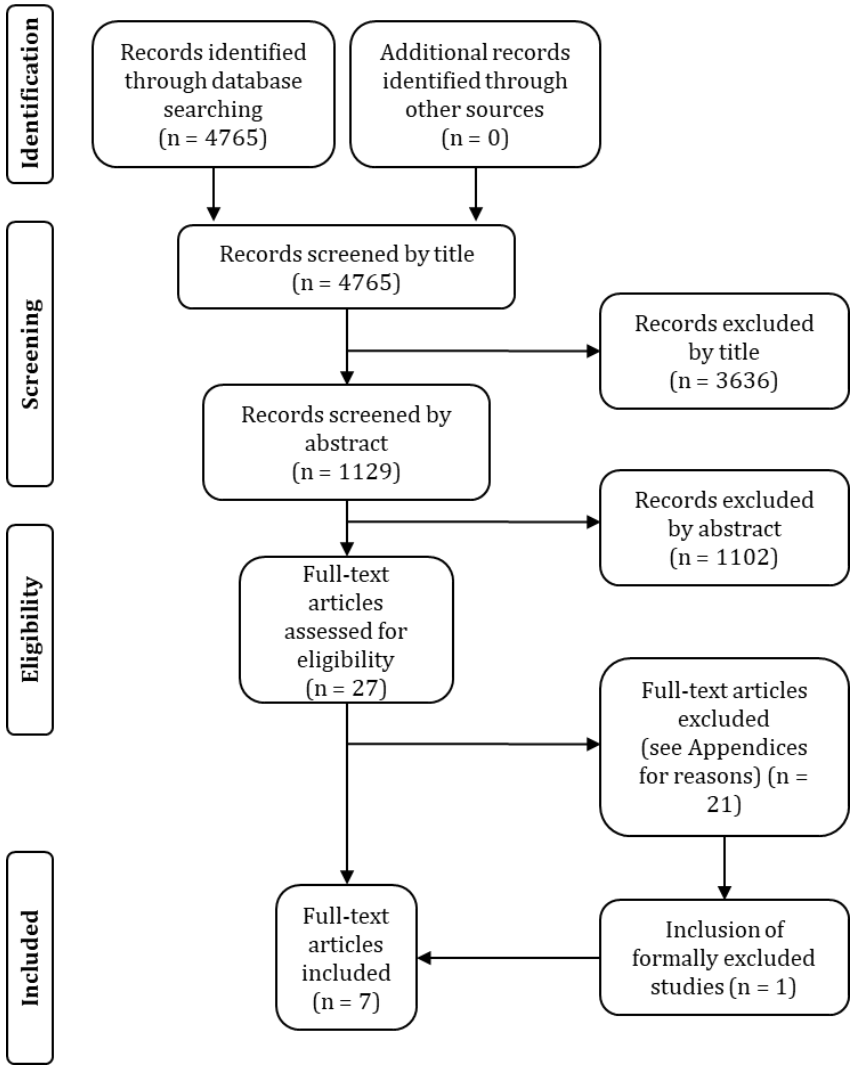 Identification
Records identified
through database
searching
(n = 4765)
Additional records
identified through
other sources
(n = 0)
Screening
Records screened by title
(n = 4765)
Records excluded
by title
(n = 3636)
Records screened by
abstract
(n = 1129)
Records excluded
by abstract
(n = 1102)
Eligibility
Full-text
articles
assessed for
eligibility
(n = 27)
Full-text articles
excluded
(see Appendices
for reasons) (n =
21)
Included
Full-text
articles
included
(n = 7)
Inclusion of
formally excluded
studies (n = 1)